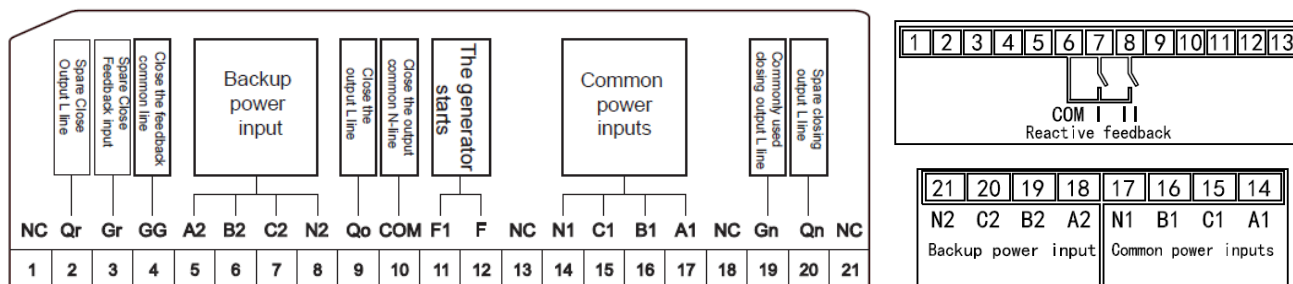 Spare Close
Output L line
Spare Close
Feedback input
Close the feedback
common line
Backup
power
input
Close the
output L line
Close the output
common N-line
The generator
starts
Common
power
inputs
Commonly used
closing output L line
Spare closing
output L line
NC Qr Gr GG A2 B2 C2 N2 Qo COM F1 F NC N1 C1 B1 A1 NC Gn Qn NC
1 2 3 4 5 6 7 8 9 10 11 12 13 14 15 16 17 18 19 20 21
1 2 3 4 5 6 7 8 9 10 11 12 13
COM I II
Reactive feedback
21 20 19 18 17 16 15 14
N2 C2 B2 A2 N1 B1 C1 A1
Backup power input Common power inputs